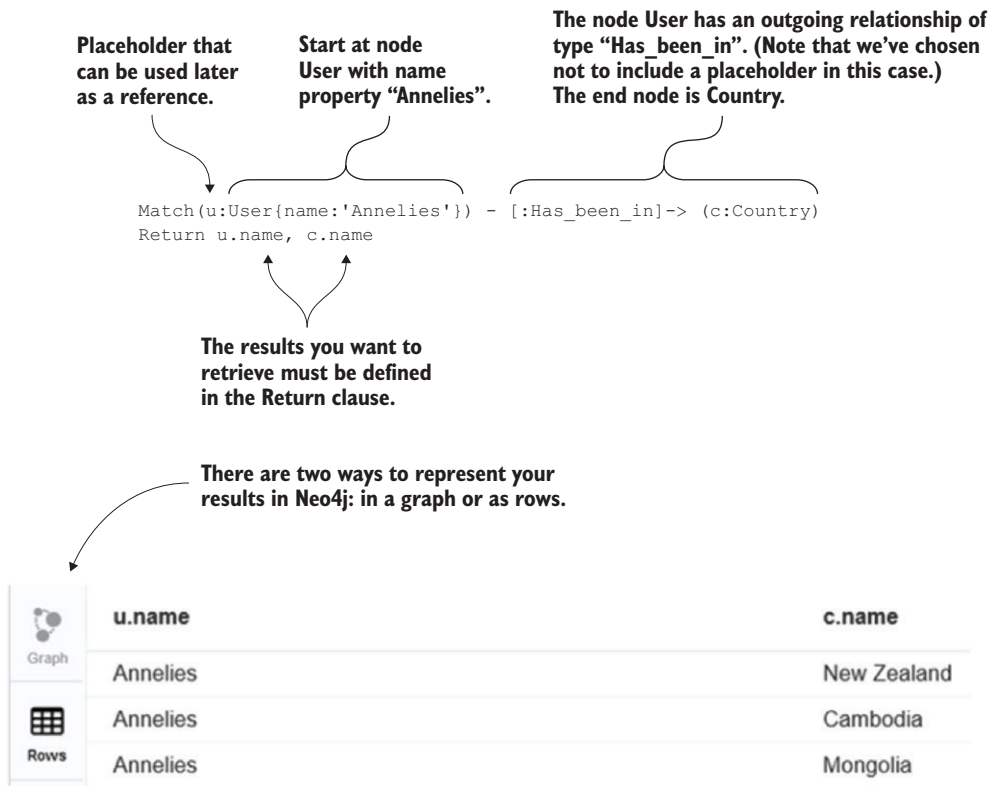 Placeholder that
can be used later
as a reference.
Start at node
User with name
property “Annelies”.
The node User has an outgoing relationship of
type “Has_been_in”. (Note that we’ve chosen
not to include a placeholder in this case.)
The end node is Country.
Match(u:User{name:'Annelies'}) - [:Has_been_in]-> (c:Country)
Return u.name, c.name
The results you want to
retrieve must be defined
in the Return clause.
There are two ways to represent your
results in Neo4j: in a graph or as rows.
Graph
Rows
u.name c.name
Annelies New Zealand
Annelies Cambodia
Annelies Mongolia